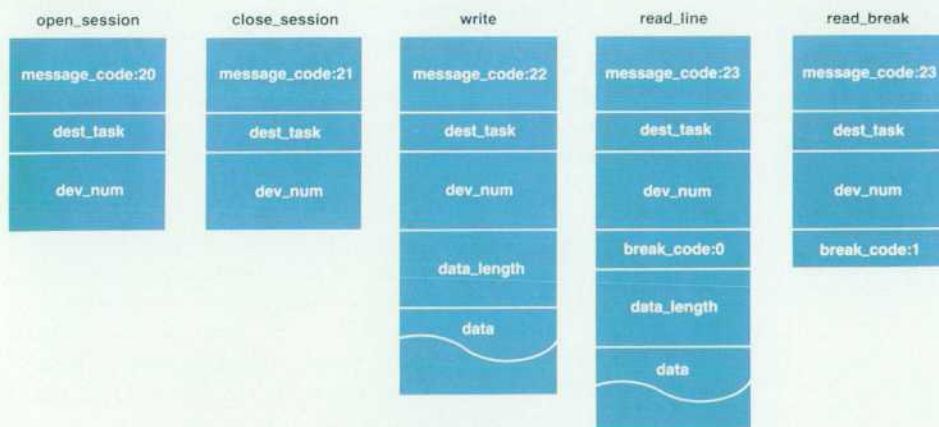 open_session
message_code:20
dest_task
dev_num
close_session
message_code:21
dest_task
dev_num
write
message_code:22
dest_task
dev_num
data_length
data
read_line
message_code:23
dest_task
dev_num
break_code:0
data_length
data
read_break
message_code:23
dest_task
dev_num
break_code:1